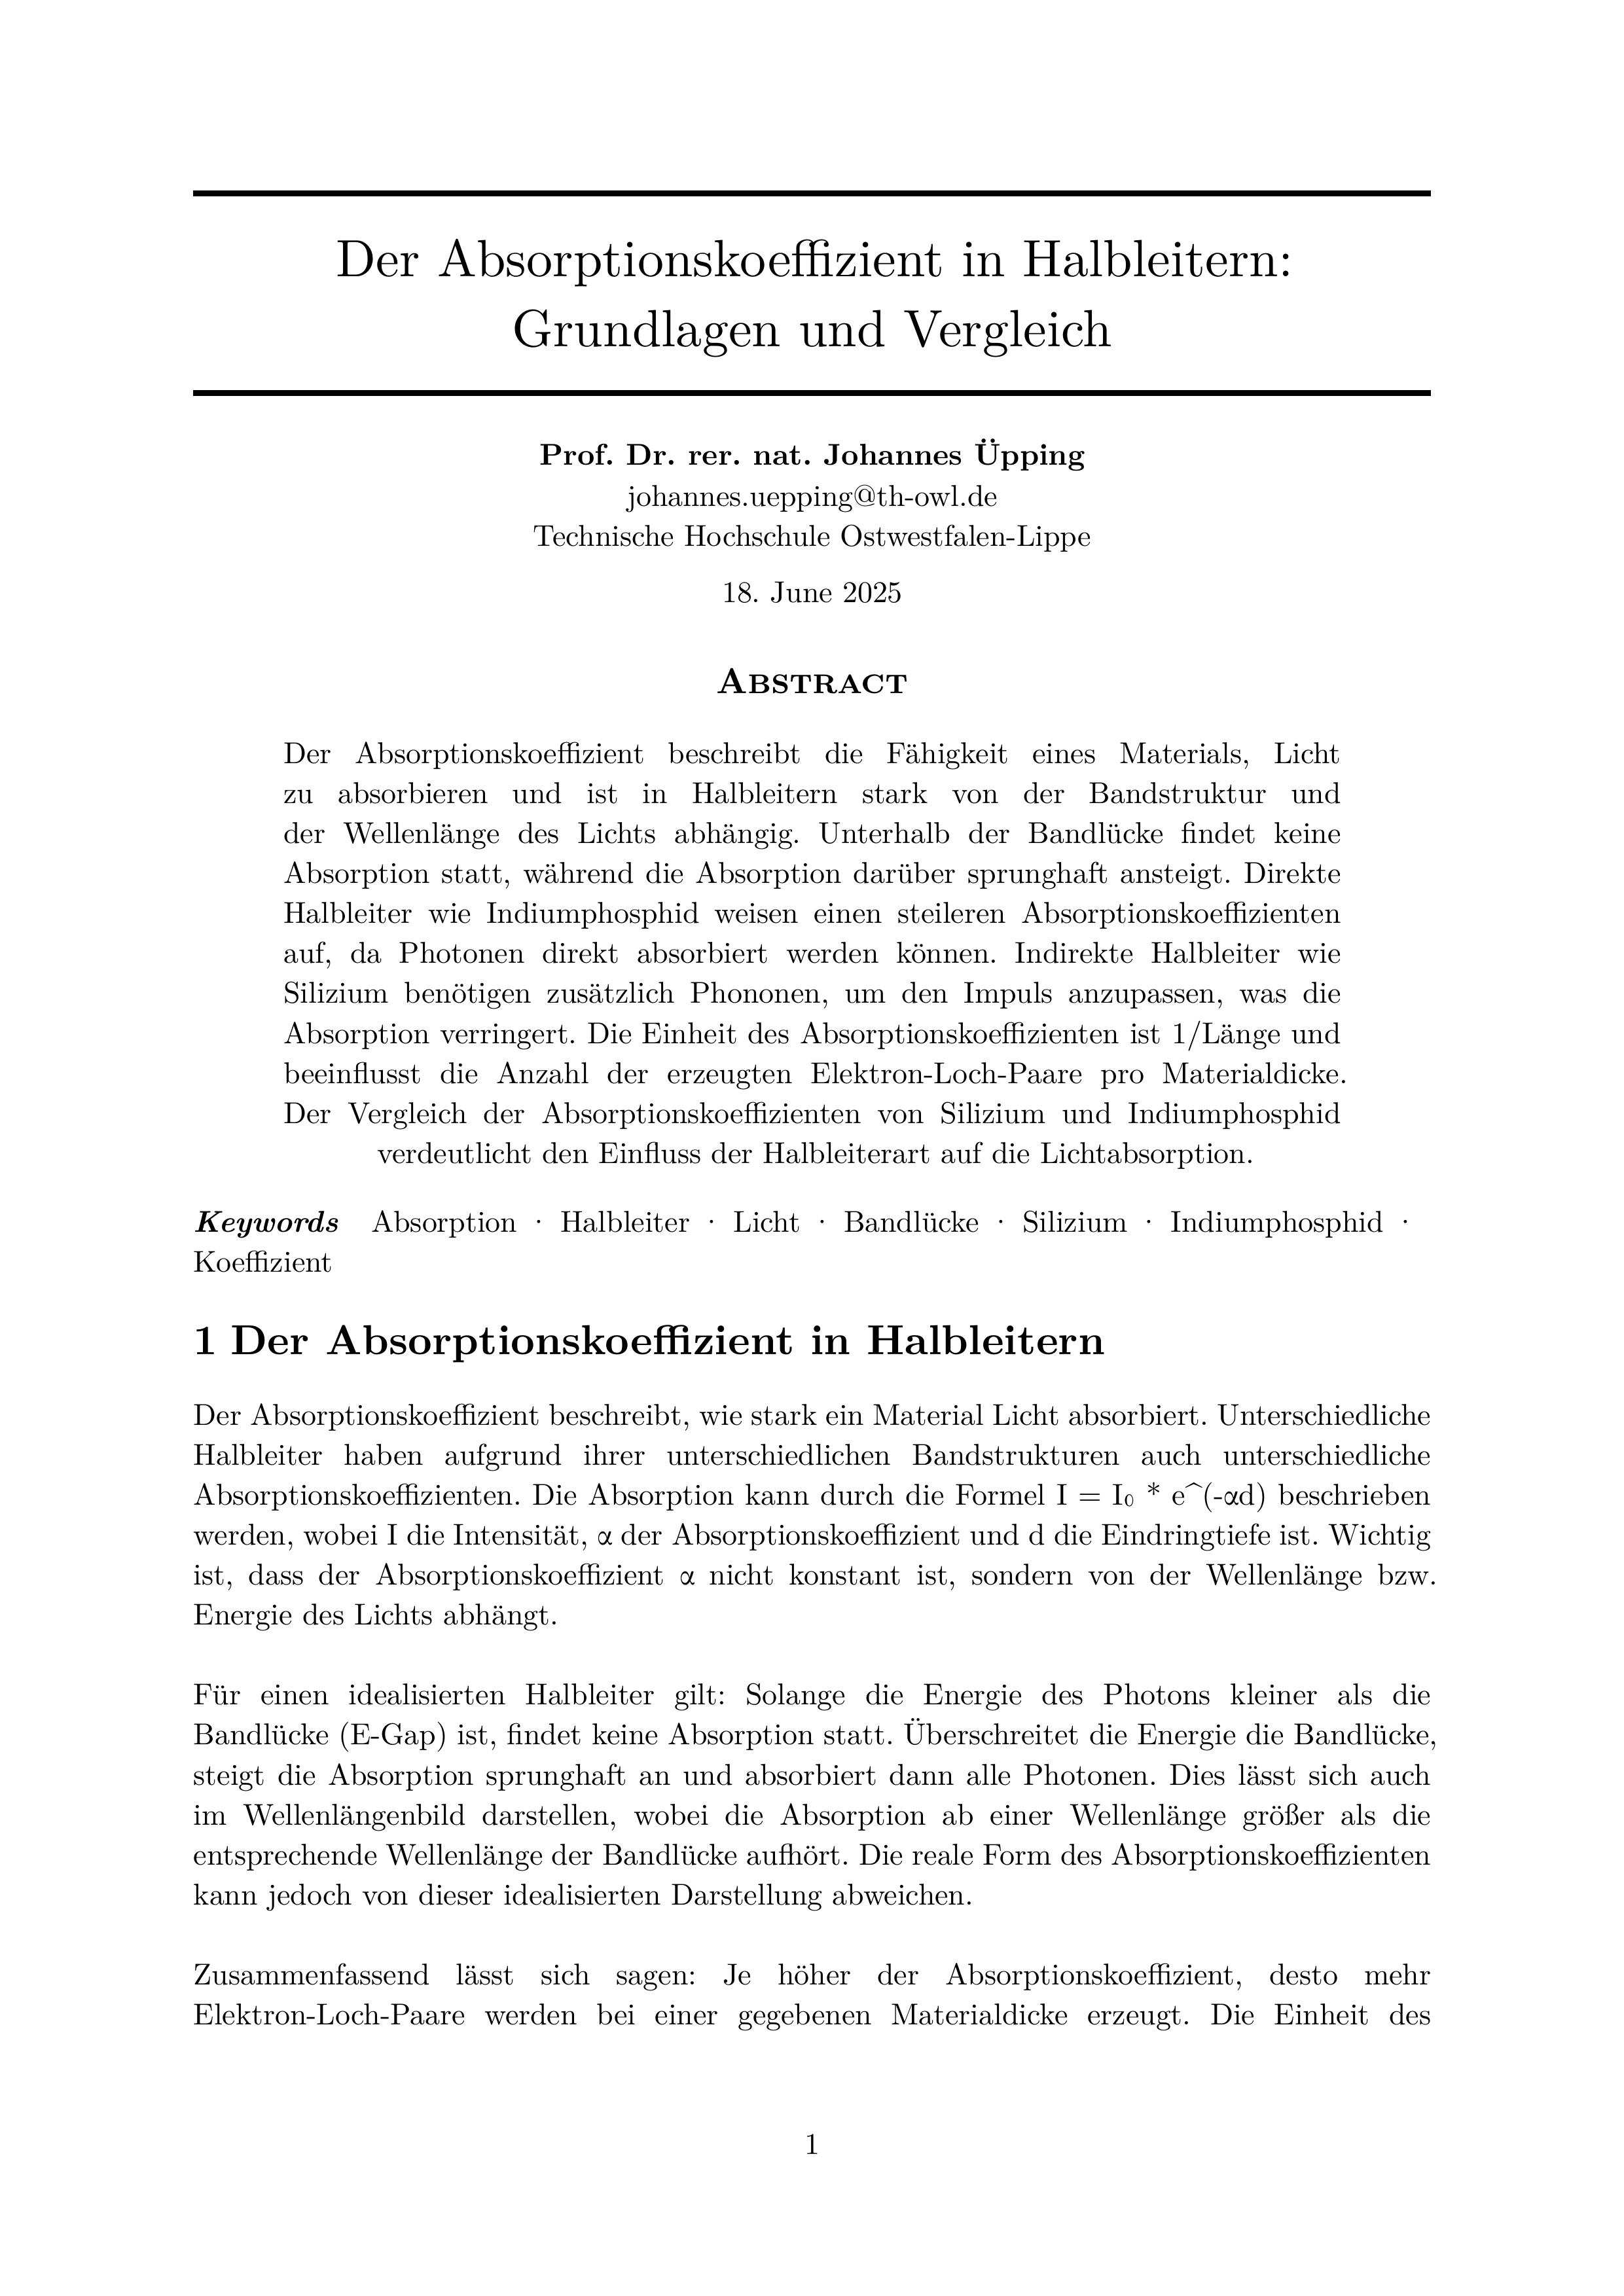 Der Absorptionskoeffizient in Halbleitern:
Grundlagen und Vergleich
Prof. Dr. rer. nat. Johannes Üpping
johannes.uepping@th-owl.de
Technische Hochschule Ostwestfalen-Lippe
18. June 2025
Abstract
Der Absorptionskoeffizient beschreibt die Fähigkeit eines Materials, Licht
zu absorbieren und ist in Halbleitern stark von der Bandstruktur und
der Wellenlänge des Lichts abhängig. Unterhalb der Bandlücke findet keine
Absorption statt, während die Absorption darüber sprunghaft ansteigt. Direkte
Halbleiter wie Indiumphosphid weisen einen steileren Absorptionskoeffizienten
auf, da Photonen direkt absorbiert werden können. Indirekte Halbleiter wie
Silizium benötigen zusätzlich Phononen, um den Impuls anzupassen, was die
Absorption verringert. Die Einheit des Absorptionskoeffizienten ist 1/Länge und
beeinflusst die Anzahl der erzeugten Elektron-Loch-Paare pro Materialdicke.
Der Vergleich der Absorptionskoeffizienten von Silizium und Indiumphosphid
verdeutlicht den Einfluss der Halbleiterart auf die Lichtabsorption.
Keywords Absorption · Halbleiter · Licht · Bandlücke · Silizium · Indiumphosphid ·
Koeffizient
1 Der Absorptionskoeffizient in Halbleitern
Der Absorptionskoeffizient beschreibt, wie stark ein Material Licht absorbiert. Unterschiedliche
Halbleiter haben aufgrund ihrer unterschiedlichen Bandstrukturen auch unterschiedliche
Absorptionskoeffizienten. Die Absorption kann durch die Formel I = I₀ * e^(-αd) beschrieben
werden, wobei I die Intensität, α der Absorptionskoeffizient und d die Eindringtiefe ist. Wichtig
ist, dass der Absorptionskoeffizient α nicht konstant ist, sondern von der Wellenlänge bzw.
Energie des Lichts abhängt.
Für einen idealisierten Halbleiter gilt: Solange die Energie des Photons kleiner als die
Bandlücke (E-Gap) ist, findet keine Absorption statt. Überschreitet die Energie die Bandlücke,
steigt die Absorption sprunghaft an und absorbiert dann alle Photonen. Dies lässt sich auch
im Wellenlängenbild darstellen, wobei die Absorption ab einer Wellenlänge größer als die
entsprechende Wellenlänge der Bandlücke aufhört. Die reale Form des Absorptionskoeffizienten
kann jedoch von dieser idealisierten Darstellung abweichen.
Zusammenfassend lässt sich sagen: Je höher der Absorptionskoeffizient, desto mehr
Elektron-Loch-Paare werden bei einer gegebenen Materialdicke erzeugt. Die Einheit des
1